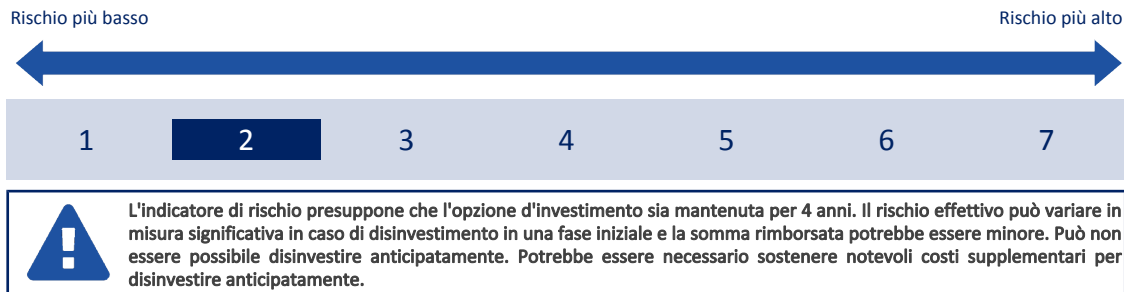 Rischio più basso Rischio più alto
1 2 3 4 5 6 7
L'indicatore di rischio presuppone che l'opzione d'investimento sia mantenuta per 4 anni. Il rischio effettivo può variare in
misura significativa in caso di disinvestimento in una fase iniziale e la somma rimborsata potrebbe essere minore. Può non
essere possibile disinvestire anticipatamente. Potrebbe essere necessario sostenere notevoli costi supplementari per
disinvestire anticipatamente.